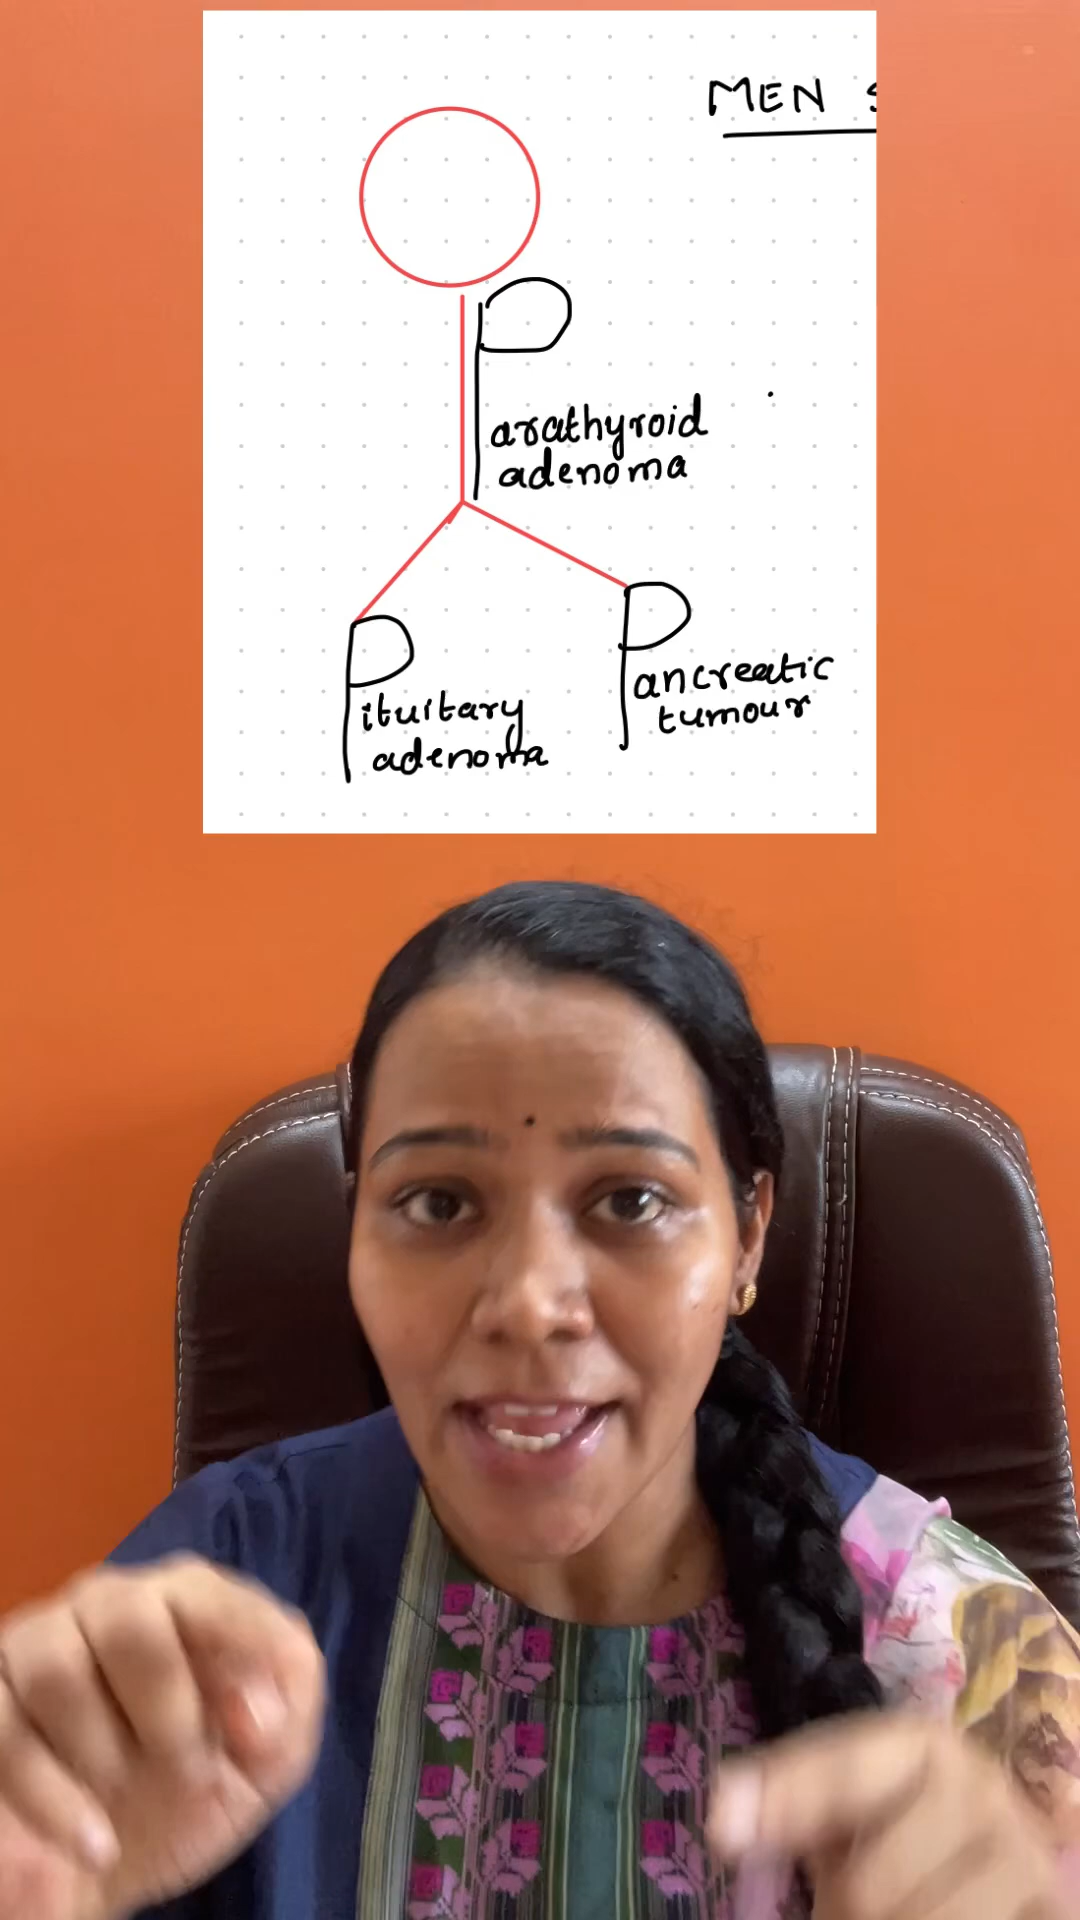 MEN S
Parathyroid
adenoma
Pituitary
adenoma
Pancreatic
tumour